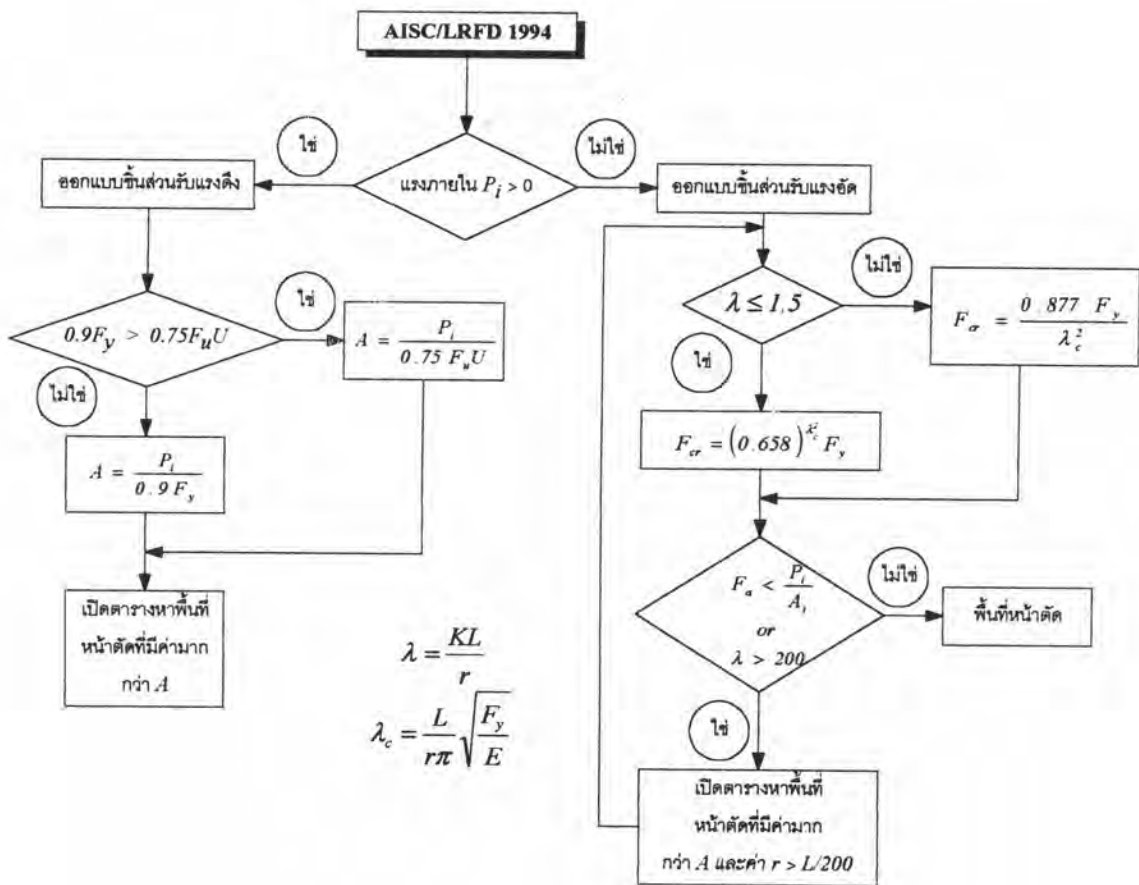 AISC/LRFD 1994
ใช่
ไม่ใช่
ออกแบบชิ้นส่วนรับแรงดึง
แรงภายใน P_i > 0
ออกแบบชิ้นส่วนรับแรงอัด
ใช่
ไม่ใช่
0.9F_y > 0.75F_uU
A = P_i / 0.75 F_uU
λ ≤ 1,5
F_cr = 0.877 F_y / λ_c^2
ไม่ใช่
ใช่
A = P_i / 0.9 F_y
F_cr = (0.658)^{λ_c^2} F_y
เปิดตารางหาพื้นที่
หน้าตัดที่มีค่ามาก
กว่า A
λ = KL / r
λ_c = L / rπ √(F_y / E)
F_a < P_i / A_i
or
λ > 200
ไม่ใช่
พื้นที่หน้าตัด
ใช่
เปิดตารางหาพื้นที่
หน้าตัดที่มีค่ามาก
กว่า A และค่า r > L/200